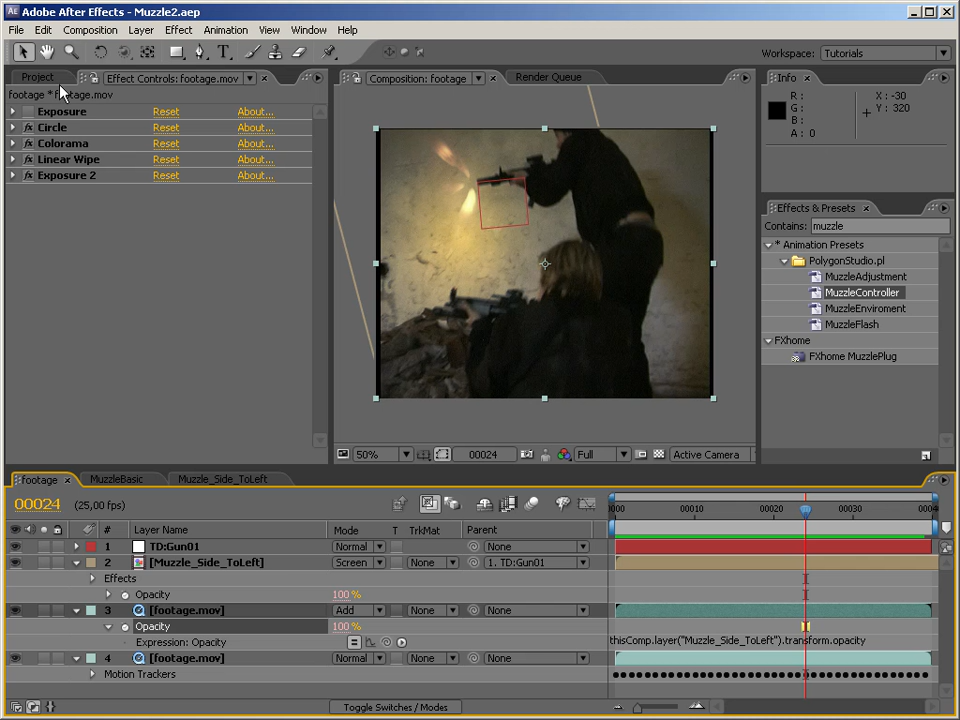 Adobe After Effects - Muzzle2.aep
File Edit Composition Layer Effect Animation View Window Help
Workspace: Tutorials
Project
Effect Controls: footage.mov
Composition: footage
Render Queue
Info
footage * footage.mov
Exposure Reset About...
Circle Reset About...
Colorama Reset About...
Linear Wipe Reset About...
Exposure 2 Reset About...
R :
G :
B :
A : 0
X : -30
Y : 320
Effects & Presets
Contains: muzzle
* Animation Presets
PolygonStudio.pl
MuzzleAdjustment
MuzzleController
MuzzleEnviroment
MuzzleFlash
FXhome
FXhome MuzzlePlug
50% 00024 Full Active Camera
footage MuzzleBasic Muzzle_Side_ToLeft
00024 (25,00 fps)
0000 00010 00020 00030 0004
# Layer Name Mode T TrkMat Parent
1 TD:Gun01 Normal None
2 [Muzzle_Side_ToLeft] Screen None 1. TD:Gun01
Effects
Opacity 100 %
3 [footage.mov] Add None None
Opacity 100 %
Expression: Opacity thisComp.layer("Muzzle_Side_ToLeft").transform.opacity
4 [footage.mov] Normal None None
Motion Trackers
Toggle Switches / Modes